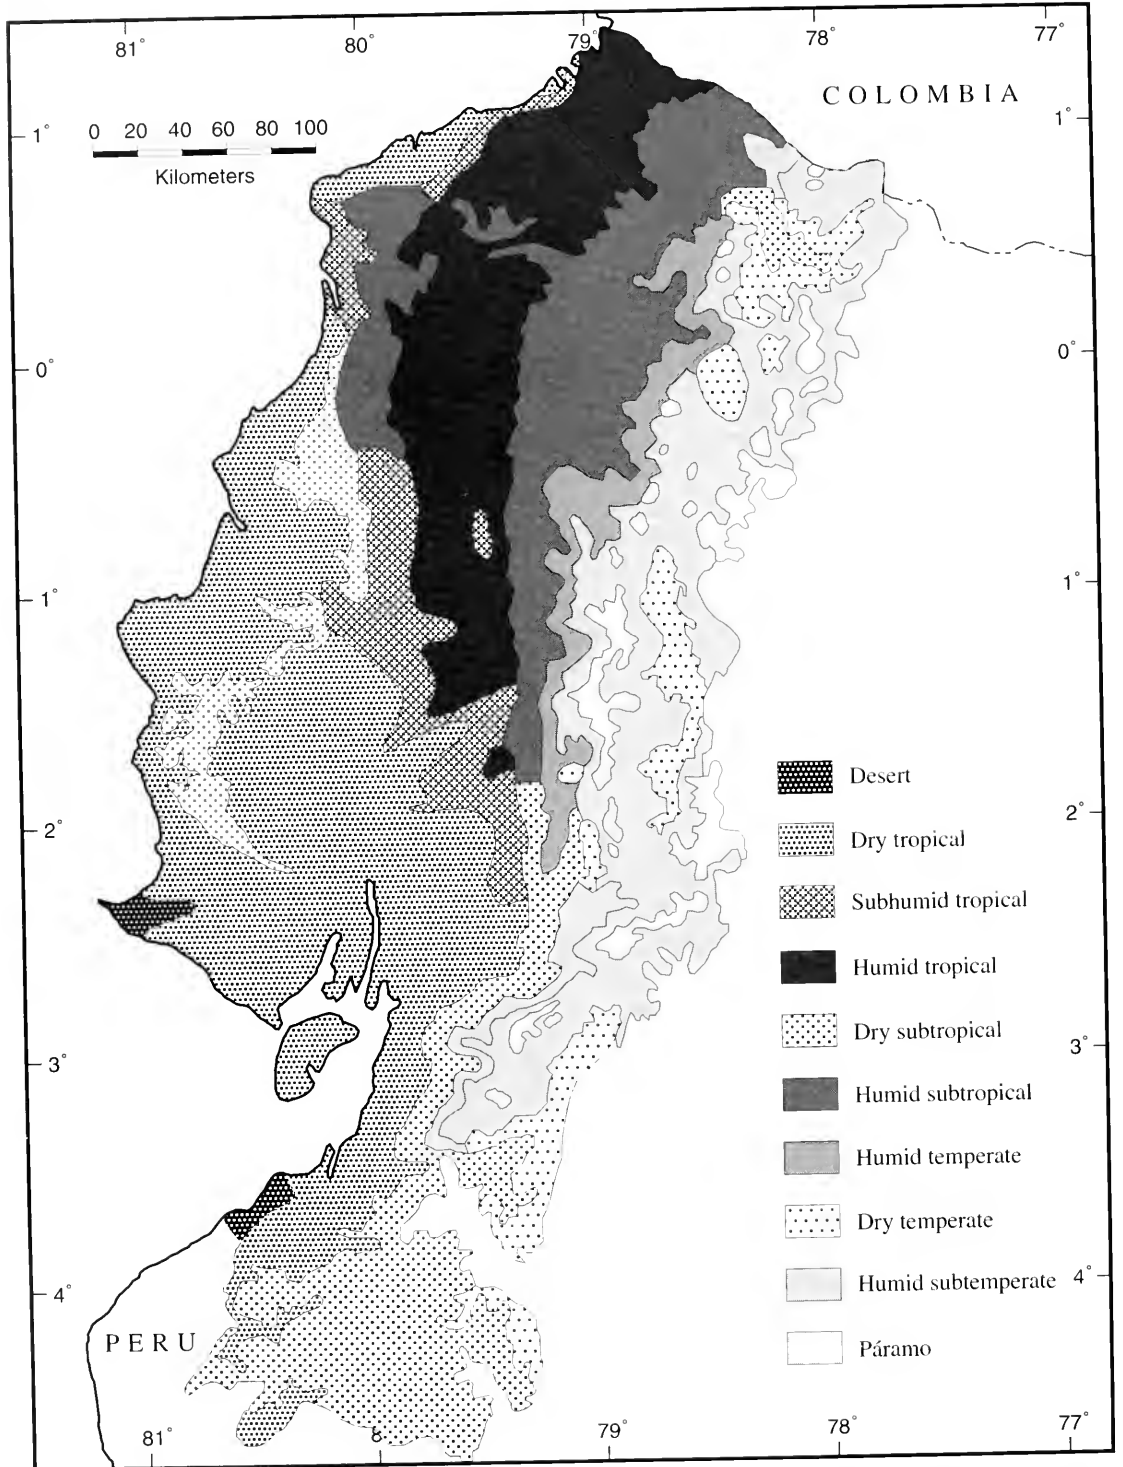 81° 80° 79° 78° 77°
COLOMBIA
1° 1°
0 20 40 60 80 100
Kilometers
0° 0°
1° 1°
Desert
2° 2°
Dry tropical
Subhumid tropical
Humid tropical
3° 3°
Dry subtropical
Humid subtropical
Humid temperate
Dry temperate
4° 4°
Humid subtemperate
PERU
Páramo
81° 8 79° 78° 77°